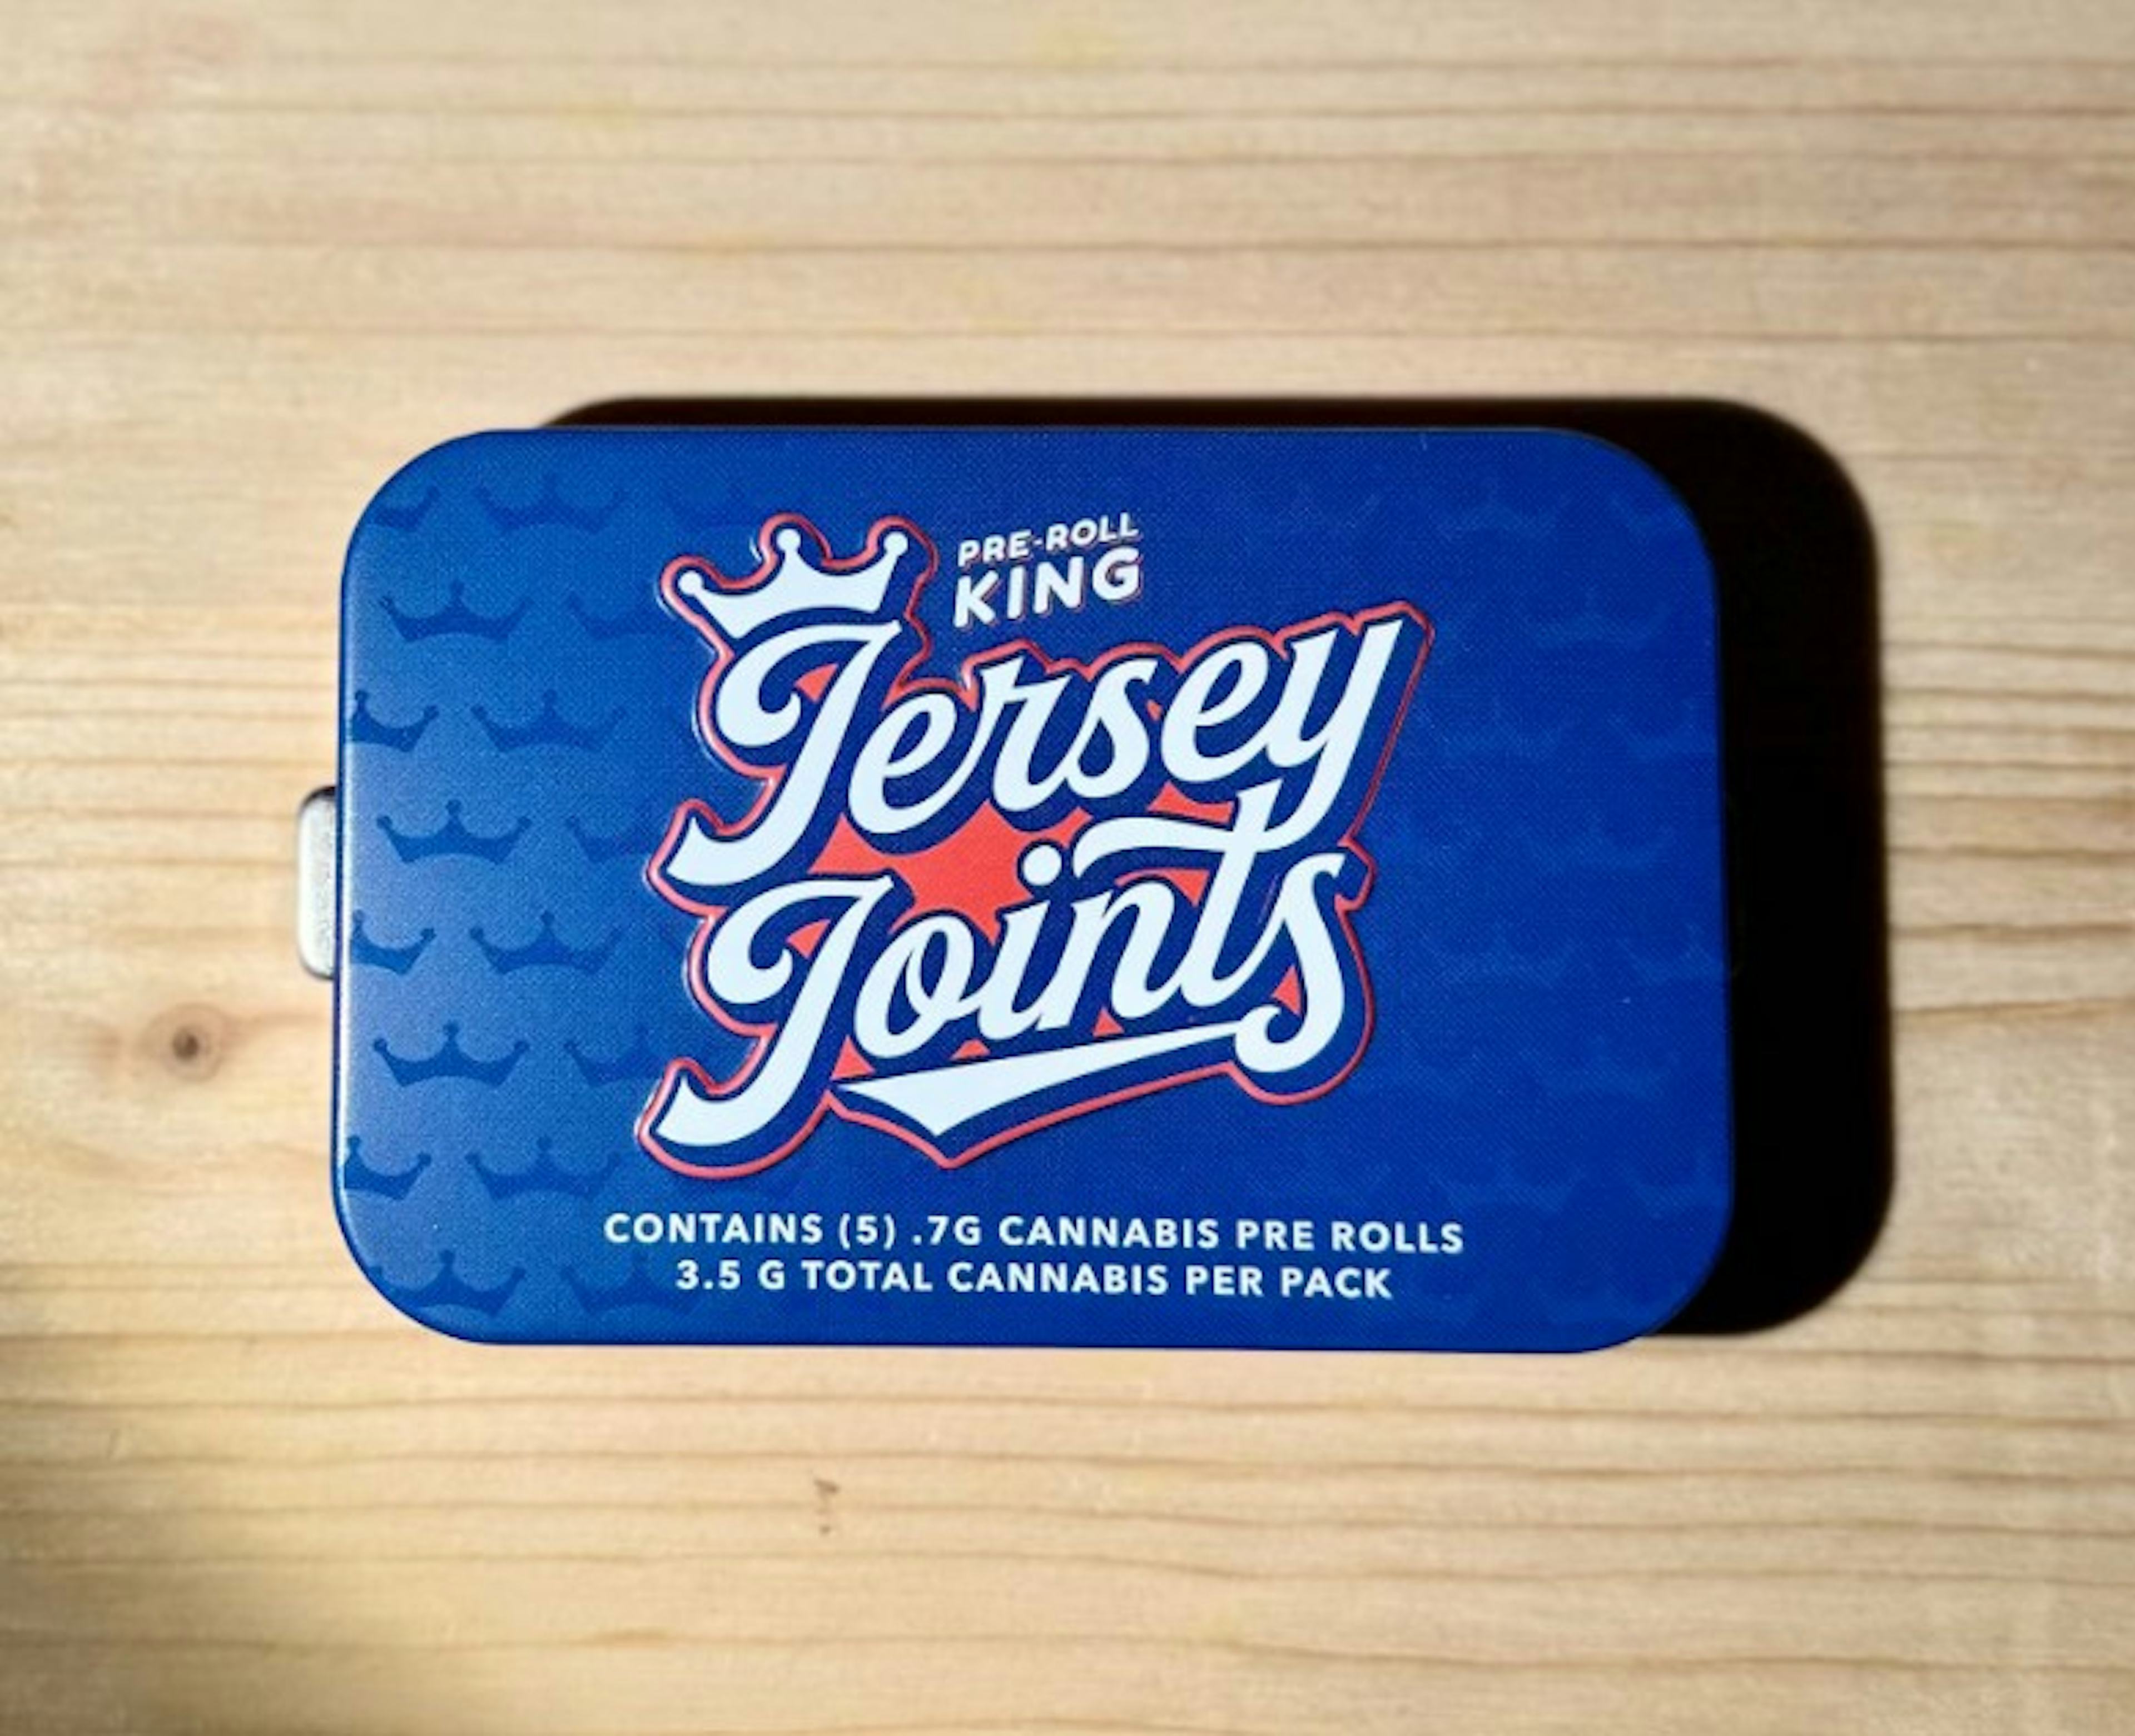 PRE-ROLL
KING
Jersey
Joints
CONTAINS (5) .7G CANNABIS PRE ROLLS
3.5 G TOTAL CANNABIS PER PACK